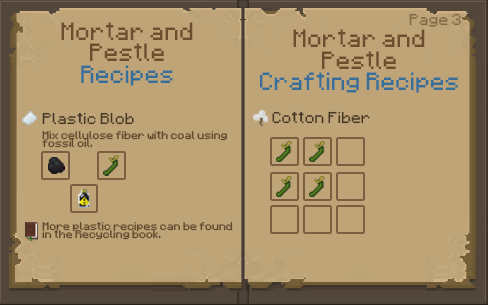 Mortar and
Pestle
Recipes
Plastic Blob
Mix cellulose fiber with coal using
fossil oil.
More plastic recipes can be found
in the Recycling book.
Page 3
Mortar and
Pestle
Crafting Recipes
Cotton Fiber